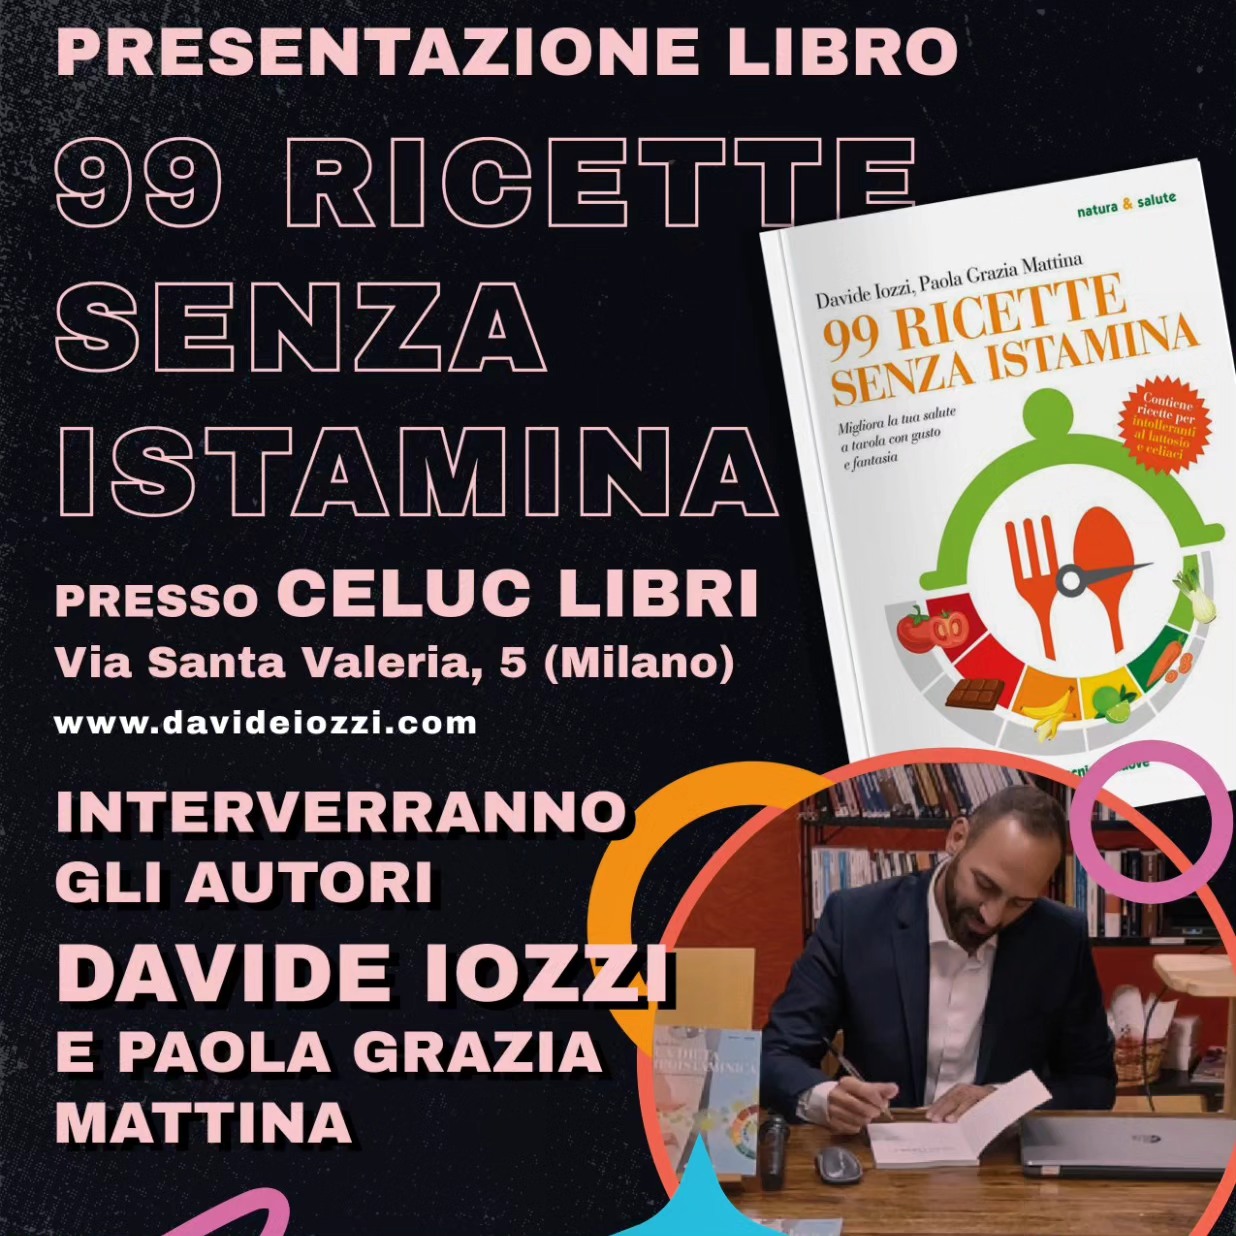 PRESENTAZIONE LIBRO
99 RICETTE
SENZA
ISTAMINA
PRESSO CELUC LIBRI
Via Santa Valeria, 5 (Milano)
www.davideiozzi.com
INTERVERRANNO
GLI AUTORI
DAVIDE IOZZI
E PAOLA GRAZIA
MATTINA
natura & salute
Davide Iozzi, Paola Grazia Mattina
99 RICETTE
SENZA ISTAMINA
Migliora la tua salute
a tavola con gusto
e fantasia
Contiene
ricette per
intolleranti
al lattosio
e celiaci